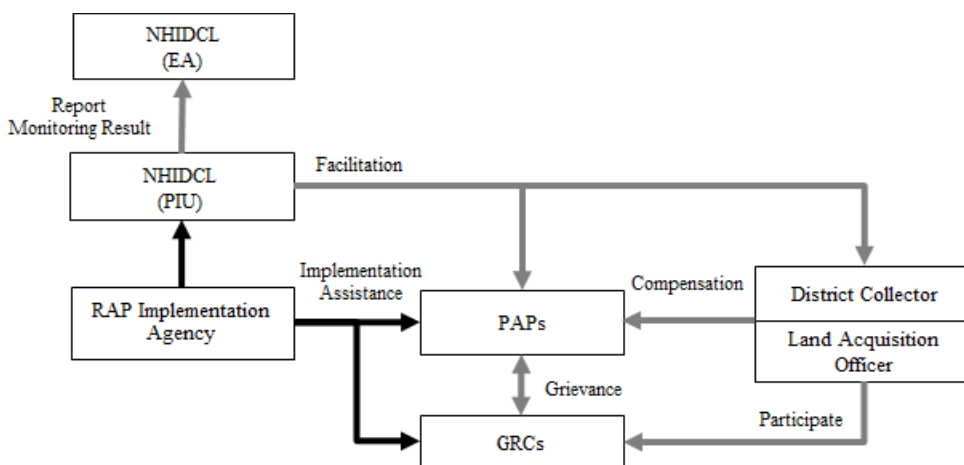 NHIDCL
(EA)
Report
Monitoring Result
NHIDCL
(PIU)
Facilitation
Implementation
Assistance
RAP Implementation
Agency
PAPs
Compensation
District Collector
Land Acquisition
Officer
Grievance
GRCs
Participate